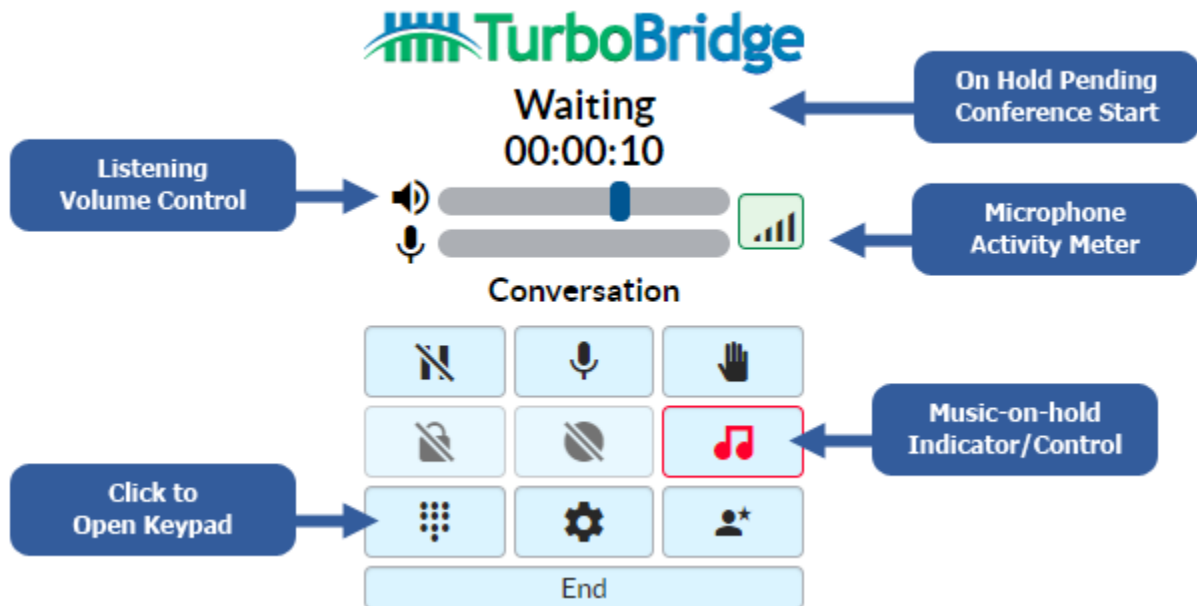 TurboBridge
On Hold Pending
Conference Start
Waiting
00:00:10
Listening
Volume Control
Microphone
Activity Meter
Conversation
Music-on-hold
Indicator/Control
Click to
Open Keypad
End